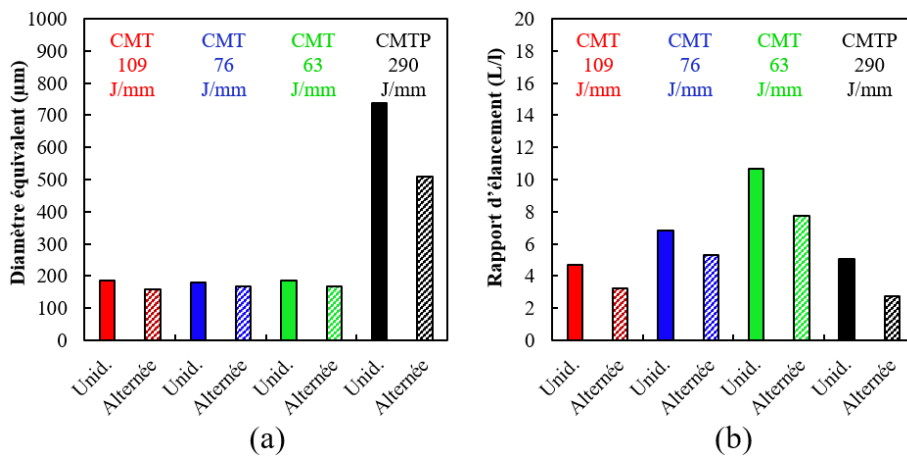 1000
900
800
700
600
500
400
300
200
100
0
Diamètre équivalent (µm)
CMT
109
J/mm
CMT
76
J/mm
CMT
63
J/mm
CMTP
290
J/mm
Unid.
Alternée
Unid.
Alternée
Unid.
Alternée
Unid.
Alternée
(a)
20
18
16
14
12
10
8
6
4
2
0
Rapport d'élancement (L/l)
CMT
109
J/mm
CMT
76
J/mm
CMT
63
J/mm
CMTP
290
J/mm
Unid.
Alternée
Unid.
Alternée
Unid.
Alternée
Unid.
Alternée
(b)